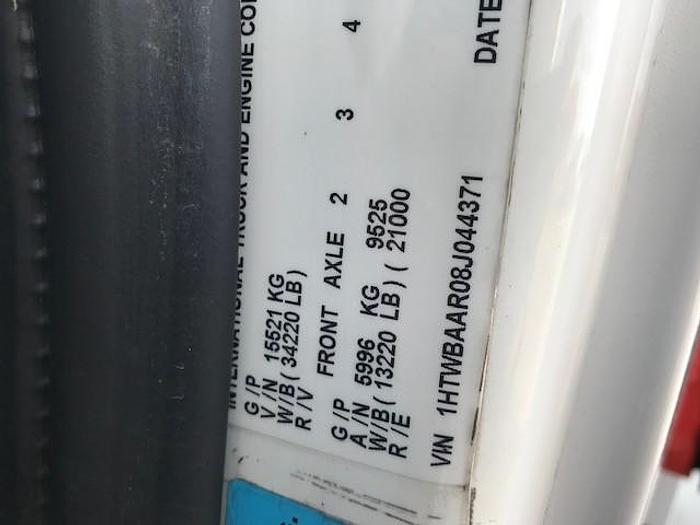 INTERNATIONAL TRUCK AND ENGINE COR
G/P
V/N 15521 KG
W/B ( 34220 LB )
R/V
FRONT AXLE 2 3 4
G/P
A/N 5996 KG 9525
W/B ( 13220 LB ) ( 21000
R/E
VIN 1HTWBAAR08J044371
DATE